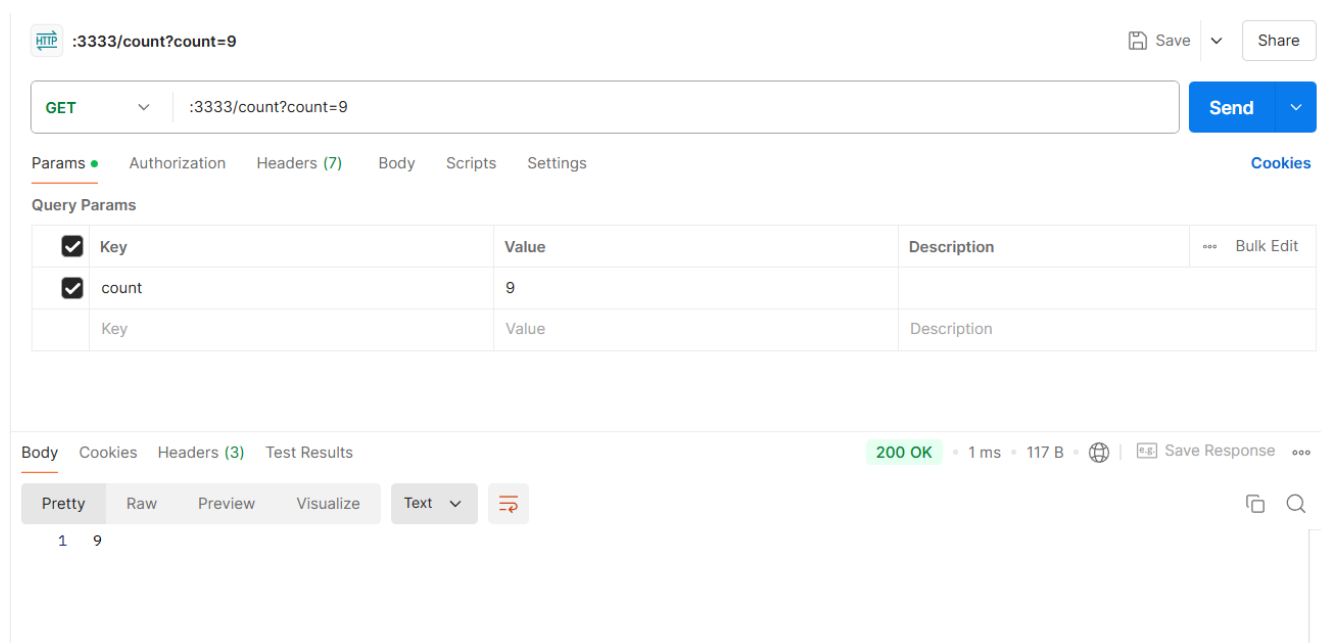 HTTP :3333/count?count=9 Save Share
GET :3333/count?count=9 Send
Params Authorization Headers (7) Body Scripts Settings Cookies
Query Params
Key Value Description Bulk Edit
count 9
Key Value Description
Body Cookies Headers (3) Test Results 200 OK 1 ms 117 B e.g. Save Response
Pretty Raw Preview Visualize Text
1 9